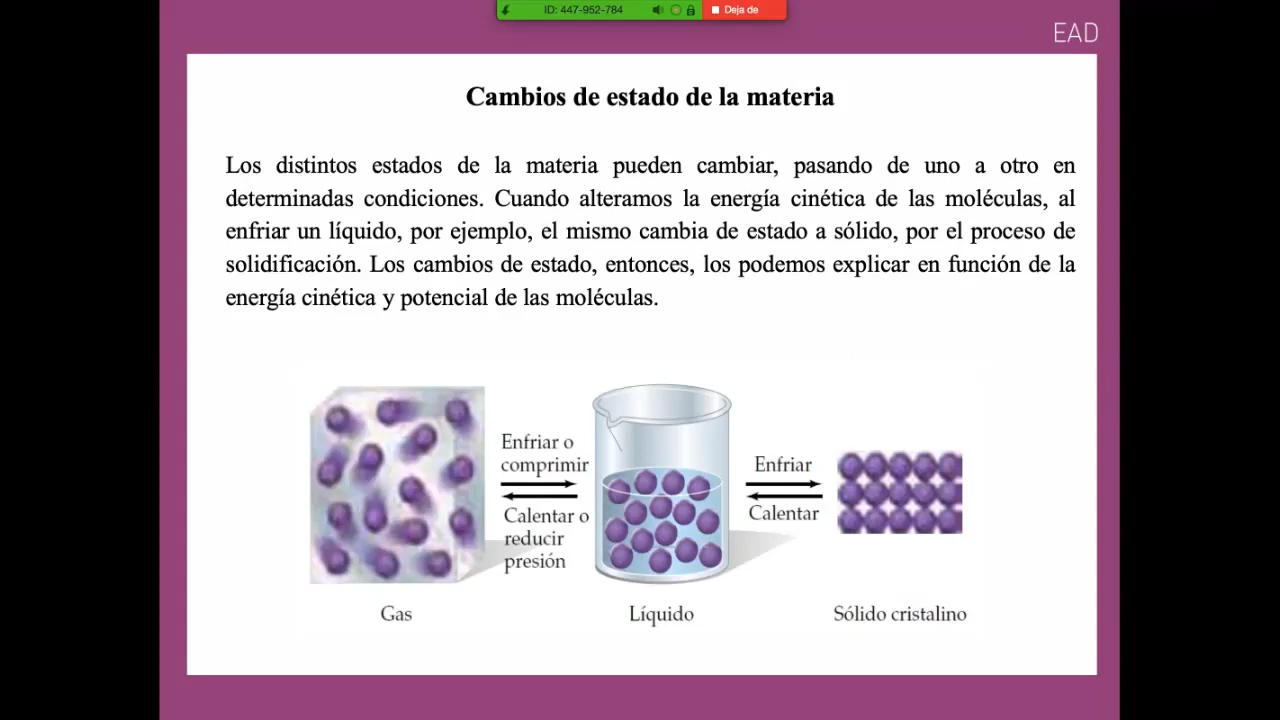 ID: 447-952-784
Deja de
EAD
Cambios de estado de la materia
Los distintos estados de la materia pueden cambiar, pasando de uno a otro en
determinadas condiciones. Cuando alteramos la energía cinética de las moléculas, al
enfriar un líquido, por ejemplo, el mismo cambia de estado a sólido, por el proceso de
solidificación. Los cambios de estado, entonces, los podemos explicar en función de la
energía cinética y potencial de las moléculas.
Enfriar o
comprimir
Calentar o
reducir
presión
Enfriar
Calentar
Gas
Líquido
Sólido cristalino